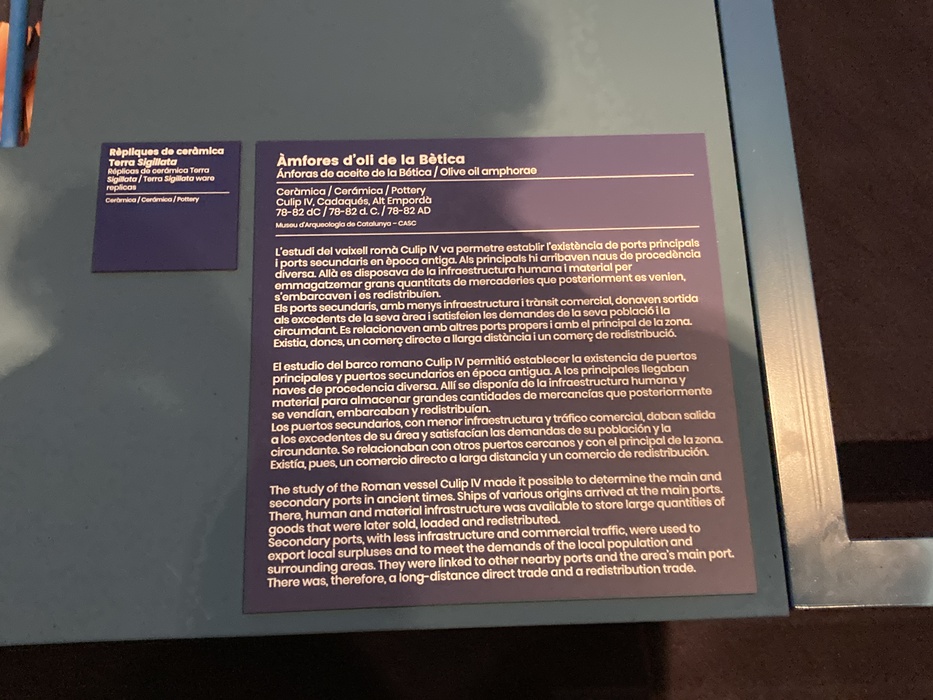 Rèpliques de ceràmica
Terra Sigillata
Réplicas de cerámica Terra
Sigillata / Terra Sigillata ware
replicas
Ceràmica / Cerámica / Pottery
Àmfores d'oli de la Bètica
Ánforas de aceite de la Bética / Olive oil amphorae
Ceràmica / Cerámica / Pottery
Culip IV, Cadaqués, Alt Empordà
78-82 dC / 78-82 d. C. / 78-82 AD
Museu d'Arqueologia de Catalunya – CASC
L'estudi del vaixell romà Culip IV va permetre establir l'existència de ports principals
i ports secundaris en època antiga. Als principals hi arribaven naus de procedència
diversa. Allà es disposava de la infraestructura humana i material per
emmagatzemar grans quantitats de mercaderies que posteriorment es venien,
s'embarcaven i es redistribuïen.
Els ports secundaris, amb menys infraestructura i trànsit comercial, donaven sortida
als excedents de la seva àrea i satisfeien les demandes de la seva població i la
circumdant. Es relacionaven amb altres ports propers i amb el principal de la zona.
Existia, doncs, un comerç directe a llarga distància i un comerç de redistribució.
El estudio del barco romano Culip IV permitió establecer la existencia de puertos
principales y puertos secundarios en época antigua. A los principales llegaban
naves de procedencia diversa. Allí se disponía de la infraestructura humana y
material para almacenar grandes cantidades de mercancías que posteriormente
se vendían, embarcaban y redistribuían.
Los puertos secundarios, con menor infraestructura y tráfico comercial, daban salida
a los excedentes de su área y satisfacían las demandas de su población y la
circundante. Se relacionaban con otros puertos cercanos y con el principal de la zona.
Existía, pues, un comercio directo a larga distancia y un comercio de redistribución.
The study of the Roman vessel Culip IV made it possible to determine the main and
secondary ports in ancient times. Ships of various origins arrived at the main ports.
There, human and material infrastructure was available to store large quantities of
goods that were later sold, loaded and redistributed.
Secondary ports, with less infrastructure and commercial traffic, were used to
export local surpluses and to meet the demands of the local population and
surrounding areas. They were linked to other nearby ports and the area's main port.
There was, therefore, a long-distance direct trade and a redistribution trade.